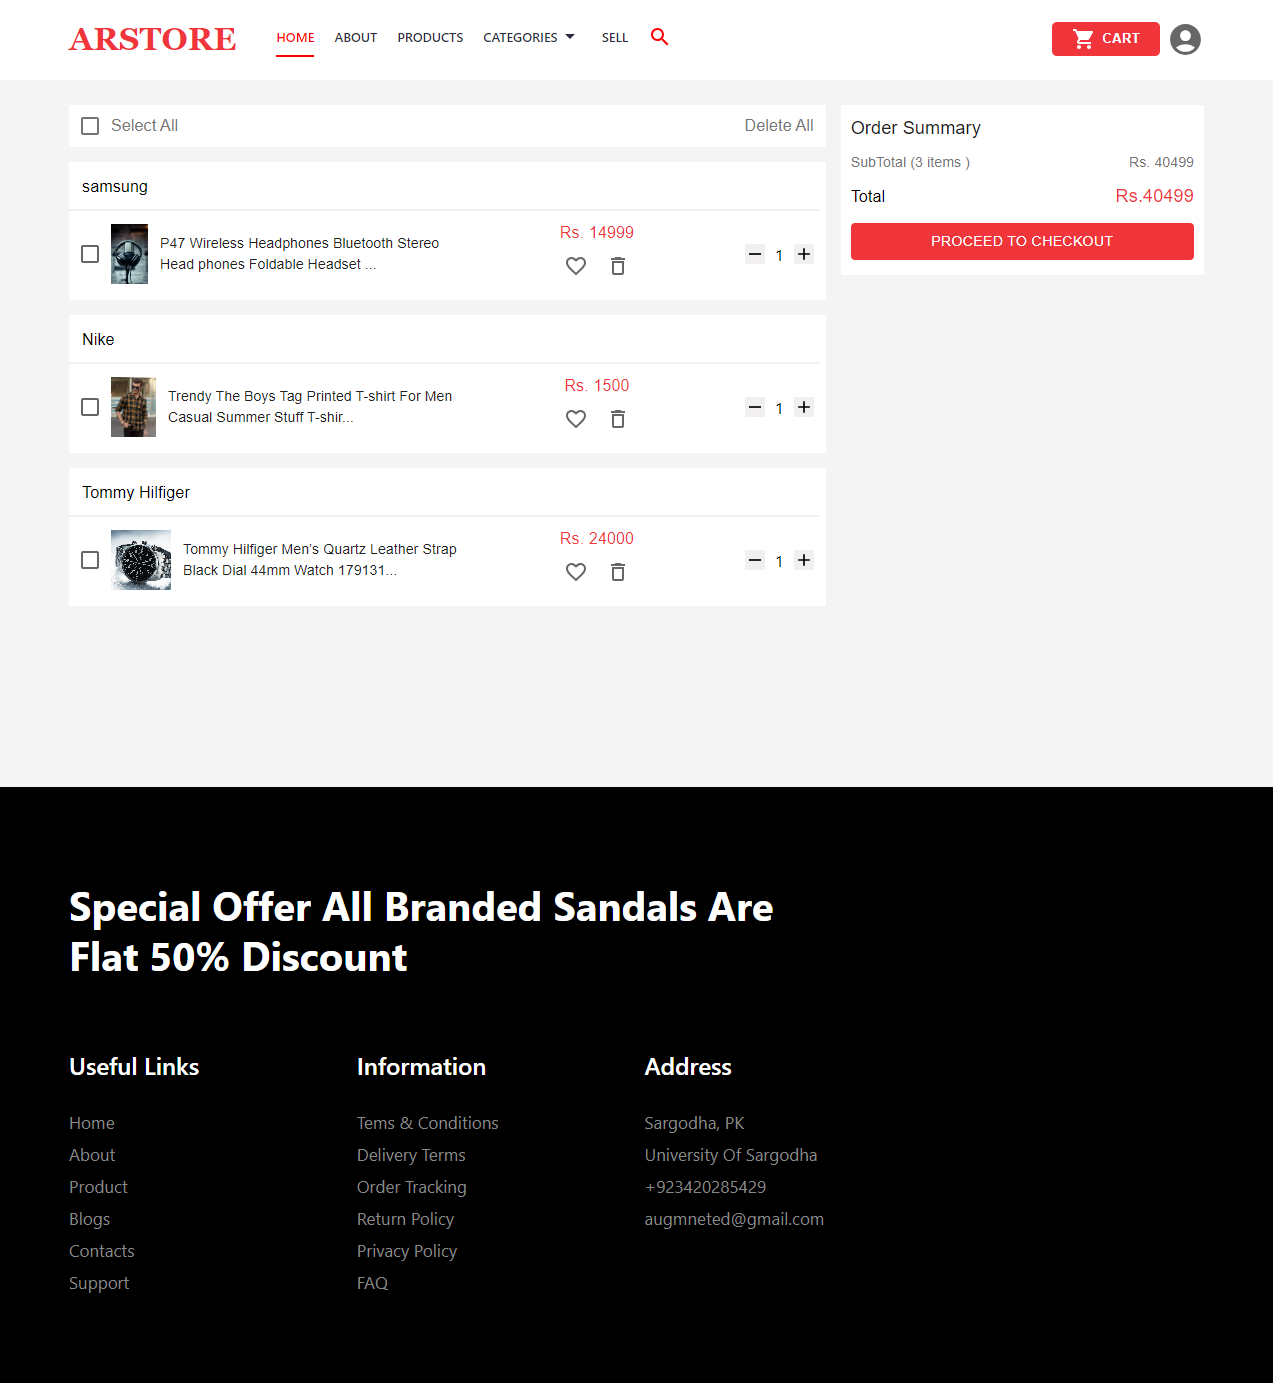 ARSTORE
HOME
ABOUT
PRODUCTS
CATEGORIES
SELL
CART
Select All
Delete All
samsung
P47 Wireless Headphones Bluetooth Stereo
Head phones Foldable Headset ...
Rs. 14999
1
Nike
Trendy The Boys Tag Printed T-shirt For Men
Casual Summer Stuff T-shir...
Rs. 1500
1
Tommy Hilfiger
Tommy Hilfiger Men's Quartz Leather Strap
Black Dial 44mm Watch 179131...
Rs. 24000
1
Order Summary
SubTotal (3 items )
Rs. 40499
Total
Rs.40499
PROCEED TO CHECKOUT
Special Offer All Branded Sandals Are
Flat 50% Discount
Useful Links
Home
About
Product
Blogs
Contacts
Support
Information
Tems & Conditions
Delivery Terms
Order Tracking
Return Policy
Privacy Policy
FAQ
Address
Sargodha, PK
University Of Sargodha
+923420285429
augmneted@gmail.com